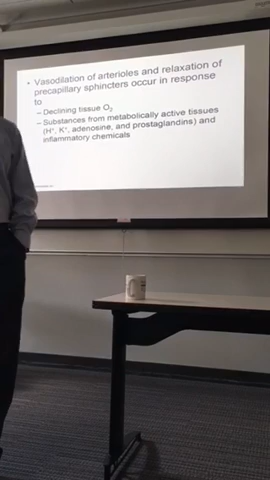 • Vasodilation of arterioles and relaxation of
precapillary sphincters occur in response
to
– Declining tissue O₂
– Substances from metabolically active tissues
(H⁺, K⁺, adenosine, and prostaglandins) and
inflammatory chemicals